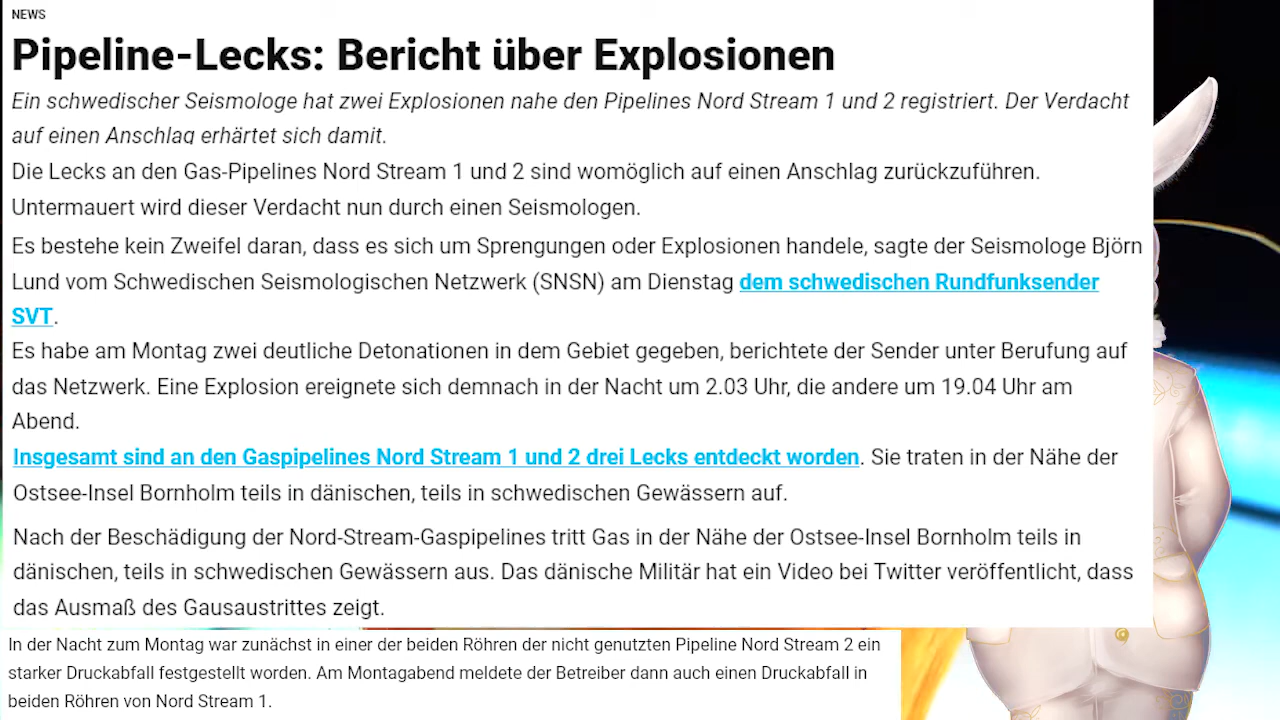 NEWS
Pipeline-Lecks: Bericht über Explosionen
Ein schwedischer Seismologe hat zwei Explosionen nahe den Pipelines Nord Stream 1 und 2 registriert. Der Verdacht
auf einen Anschlag erhärtet sich damit.
Die Lecks an den Gas-Pipelines Nord Stream 1 und 2 sind womöglich auf einen Anschlag zurückzuführen.
Untermauert wird dieser Verdacht nun durch einen Seismologen.
Es bestehe kein Zweifel daran, dass es sich um Sprengungen oder Explosionen handele, sagte der Seismologe Björn
Lund vom Schwedischen Seismologischen Netzwerk (SNSN) am Dienstag dem schwedischen Rundfunksender
SVT.
Es habe am Montag zwei deutliche Detonationen in dem Gebiet gegeben, berichtete der Sender unter Berufung auf
das Netzwerk. Eine Explosion ereignete sich demnach in der Nacht um 2.03 Uhr, die andere um 19.04 Uhr am
Abend.
Insgesamt sind an den Gaspipelines Nord Stream 1 und 2 drei Lecks entdeckt worden. Sie traten in der Nähe der
Ostsee-Insel Bornholm teils in dänischen, teils in schwedischen Gewässern auf.
Nach der Beschädigung der Nord-Stream-Gaspipelines tritt Gas in der Nähe der Ostsee-Insel Bornholm teils in
dänischen, teils in schwedischen Gewässern aus. Das dänische Militär hat ein Video bei Twitter veröffentlicht, dass
das Ausmaß des Gausaustrittes zeigt.
In der Nacht zum Montag war zunächst in einer der beiden Röhren der nicht genutzten Pipeline Nord Stream 2 ein
starker Druckabfall festgestellt worden. Am Montagabend meldete der Betreiber dann auch einen Druckabfall in
beiden Röhren von Nord Stream 1.